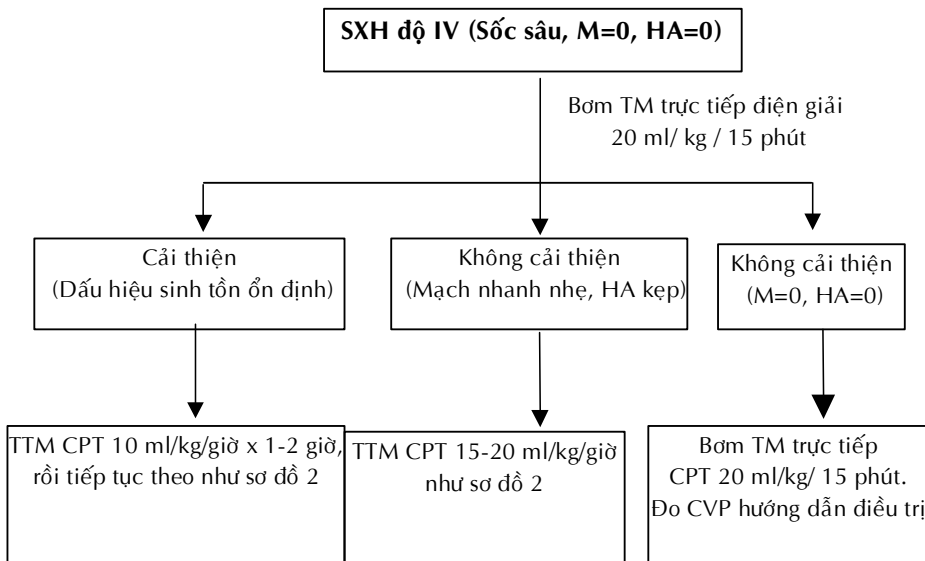 SXH độ IV (Sốc sâu, M=0, HA=0)
Bơm TM trực tiếp điện giải
20 ml/ kg / 15 phút
Cải thiện
(Dấu hiệu sinh tồn ổn định)
Không cải thiện
(Mạch nhanh nhẹ, HA kẹp)
Không cải thiện
(M=0, HA=0)
TTM CPT 10 ml/kg/giờ x 1-2 giờ,
rồi tiếp tục theo như sơ đồ 2
TTM CPT 15-20 ml/kg/giờ
như sơ đồ 2
Bơm TM trực tiếp
CPT 20 ml/kg/ 15 phút.
Đo CVP hướng dẫn điều trị